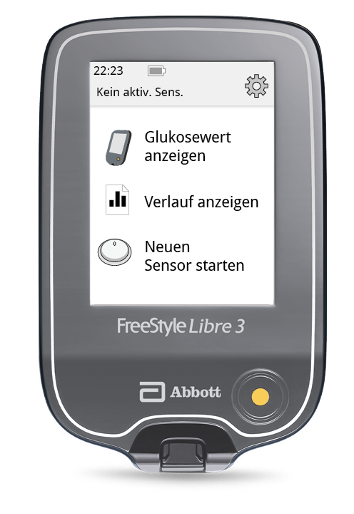 22:23
Kein aktiv. Sens.
Glukosewert
anzeigen
Verlauf anzeigen
Neuen
Sensor starten
FreeStyle Libre 3
Abbott